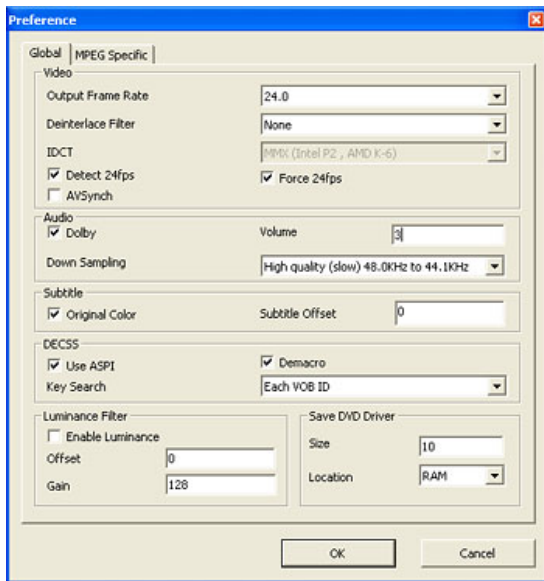 Preference
Global MPEG Specific
Video
Output Frame Rate 24.0
Deinterlace Filter None
IDCT MMX (Intel P2 , AMD K-6)
Detect 24fps Force 24fps
AVSynch
Audio
Dolby Volume 3
Down Sampling High quality (slow) 48.0KHz to 44.1KHz
Subtitle
Original Color Subtitle Offset 0
DECSS
Use ASPI Demacro
Key Search Each VOB ID
Luminance Filter
Enable Luminance
Offset 0
Gain 128
Save DVD Driver
Size 10
Location RAM
OK Cancel